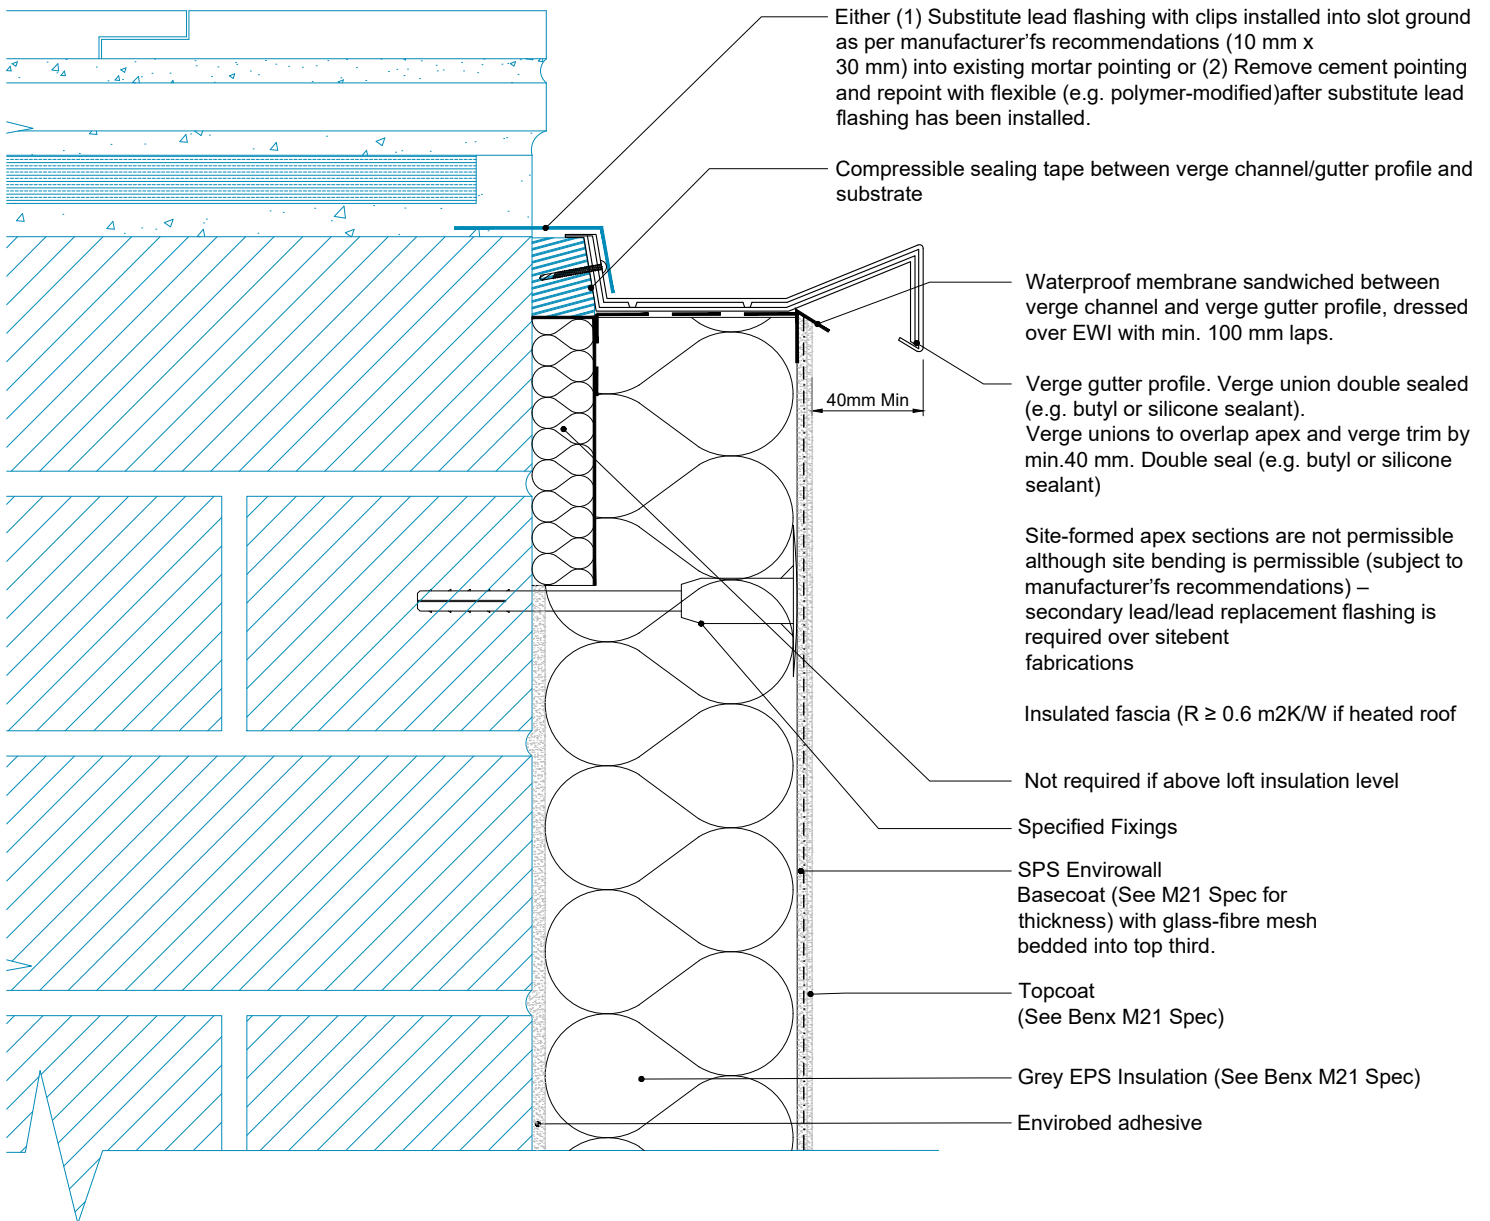 Either (1) Substitute lead flashing with clips installed into slot ground
as per manufacturer'fs recommendations (10 mm x
30 mm) into existing mortar pointing or (2) Remove cement pointing
and repoint with flexible (e.g. polymer-modified)after substitute lead
flashing has been installed.
Compressible sealing tape between verge channel/gutter profile and
substrate
Waterproof membrane sandwiched between
verge channel and verge gutter profile, dressed
over EWI with min. 100 mm laps.
Verge gutter profile. Verge union double sealed
(e.g. butyl or silicone sealant).
Verge unions to overlap apex and verge trim by
min.40 mm. Double seal (e.g. butyl or silicone
sealant)
40mm Min
Site-formed apex sections are not permissible
although site bending is permissible (subject to
manufacturer'fs recommendations) –
secondary lead/lead replacement flashing is
required over sitebent
fabrications
Insulated fascia (R ≥ 0.6 m2K/W if heated roof
Not required if above loft insulation level
Specified Fixings
SPS Envirowall
Basecoat (See M21 Spec for
thickness) with glass-fibre mesh
bedded into top third.
Topcoat
(See Benx M21 Spec)
Grey EPS Insulation (See Benx M21 Spec)
Envirobed adhesive